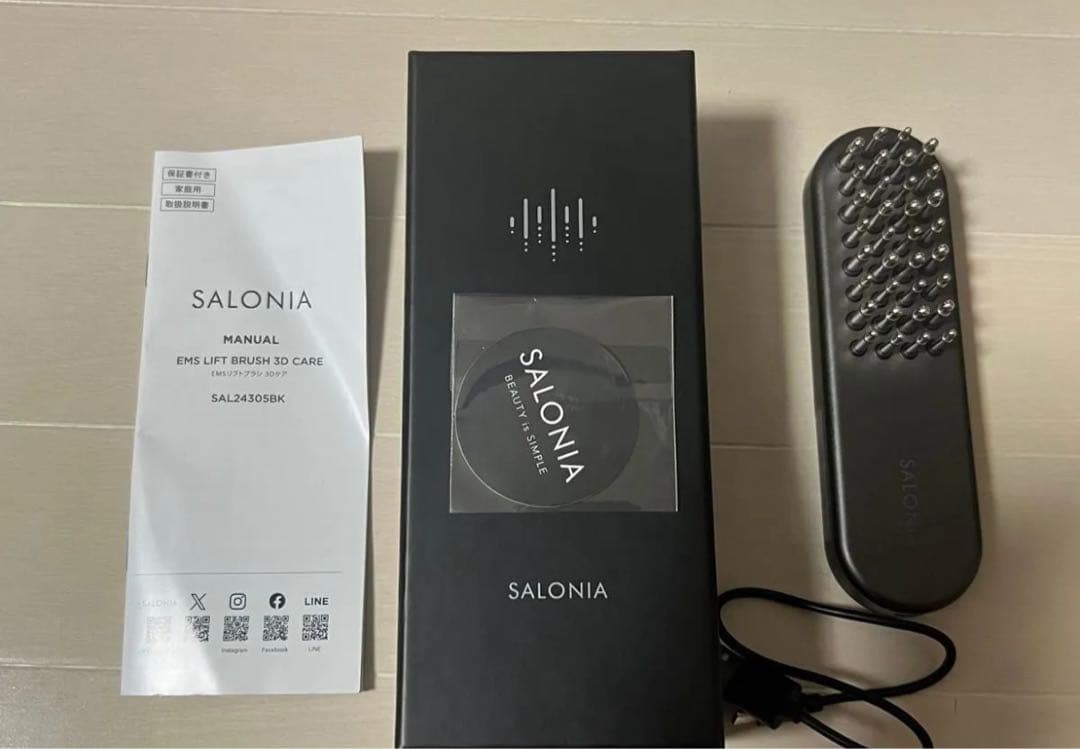 保証書付き
家庭用
取扱説明書
SALONIA
MANUAL
EMS LIFT BRUSH 3D CARE
EMSリフトブラシ 3Dケア
SAL24305BK
SALONIA
LINE
Instagram
Facebook
LINE
SALONIA
BEAUTY is SIMPLE
SALONIA
SALONIA